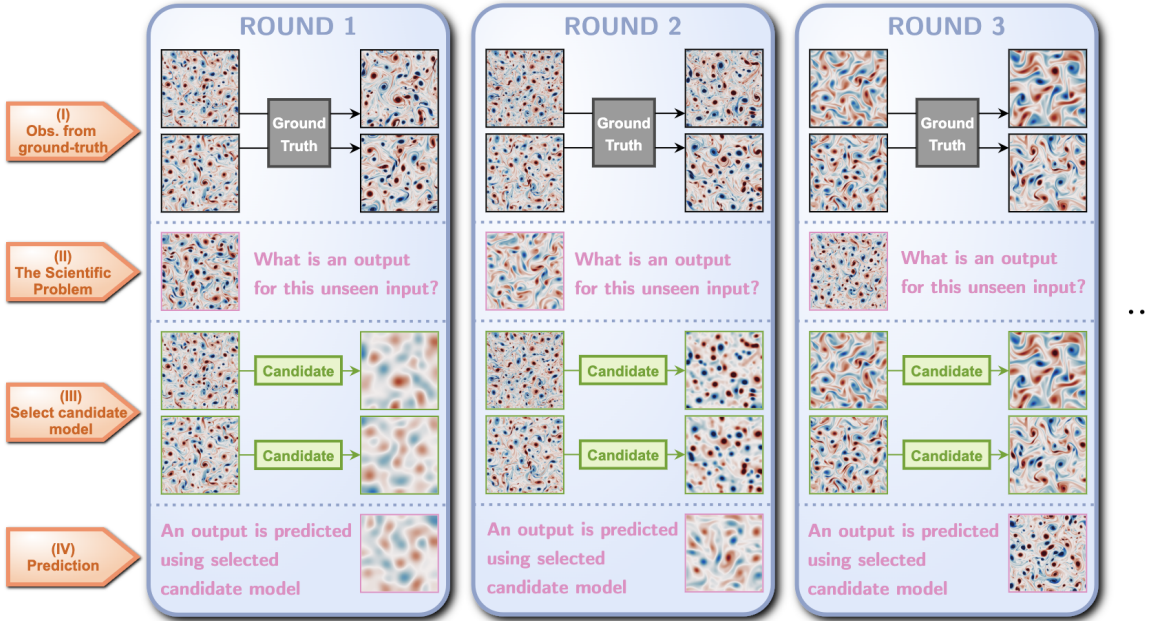 ROUND 1
ROUND 2
ROUND 3
(I)
Obs. from
ground-truth
Ground
Truth
Ground
Truth
Ground
Truth
(II)
The Scientific
Problem
What is an output
for this unseen input?
What is an output
for this unseen input?
What is an output
for this unseen input?
..
(III)
Select candidate
model
Candidate
Candidate
Candidate
Candidate
Candidate
Candidate
(IV)
Prediction
An output is predicted
using selected
candidate model
An output is predicted
using selected
candidate model
An output is predicted
using selected
candidate model